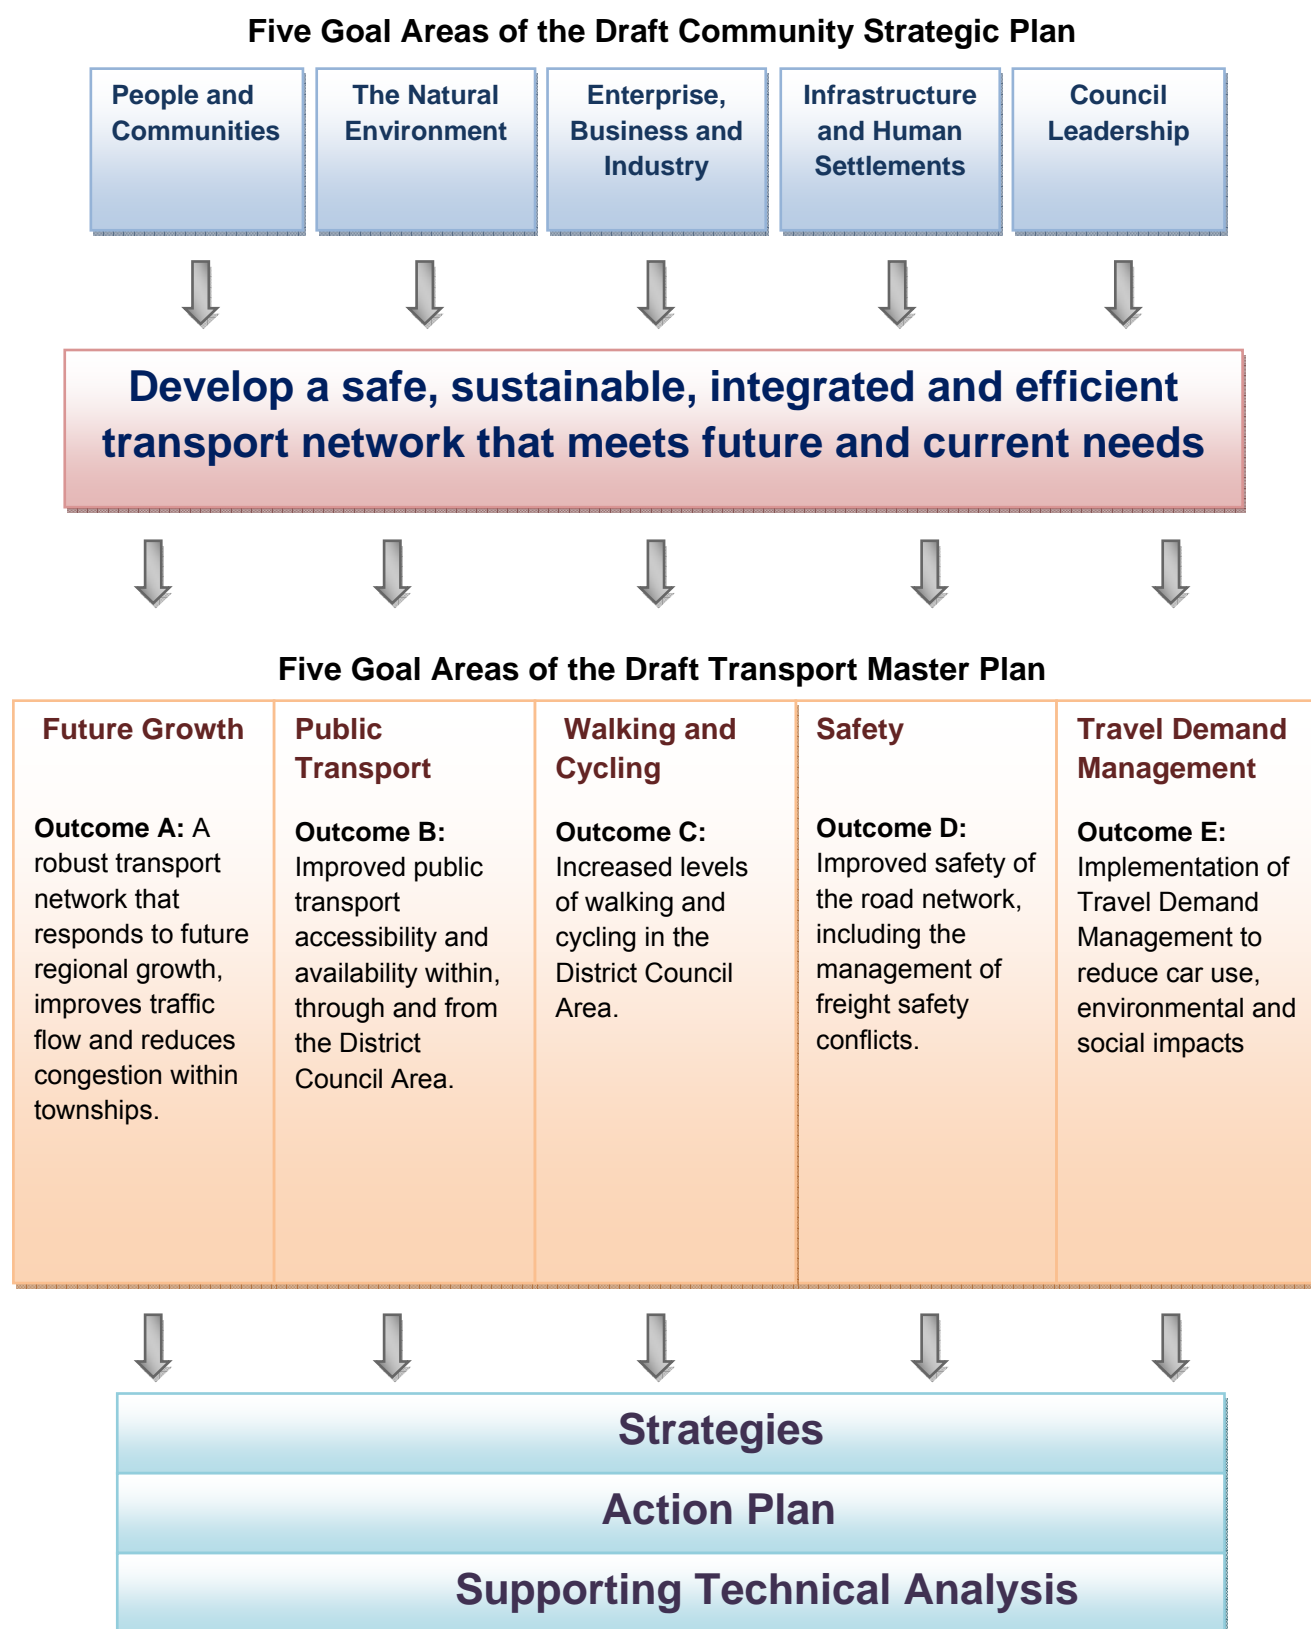 Five Goal Areas of the Draft Community Strategic Plan
People and
Communities
The Natural
Environment
Enterprise,
Business and
Industry
Infrastructure
and Human
Settlements
Council
Leadership
Develop a safe, sustainable, integrated and efficient
transport network that meets future and current needs
Five Goal Areas of the Draft Transport Master Plan
Future Growth
Outcome A: A
robust transport
network that
responds to future
regional growth,
improves traffic
flow and reduces
congestion within
townships.
Public
Transport
Outcome B:
Improved public
transport
accessibility and
availability within,
through and from
the District
Council Area.
Walking and
Cycling
Outcome C:
Increased levels
of walking and
cycling in the
District Council
Area.
Safety
Outcome D:
Improved safety of
the road network,
including the
management of
freight safety
conflicts.
Travel Demand
Management
Outcome E:
Implementation of
Travel Demand
Management to
reduce car use,
environmental and
social impacts
Strategies
Action Plan
Supporting Technical Analysis